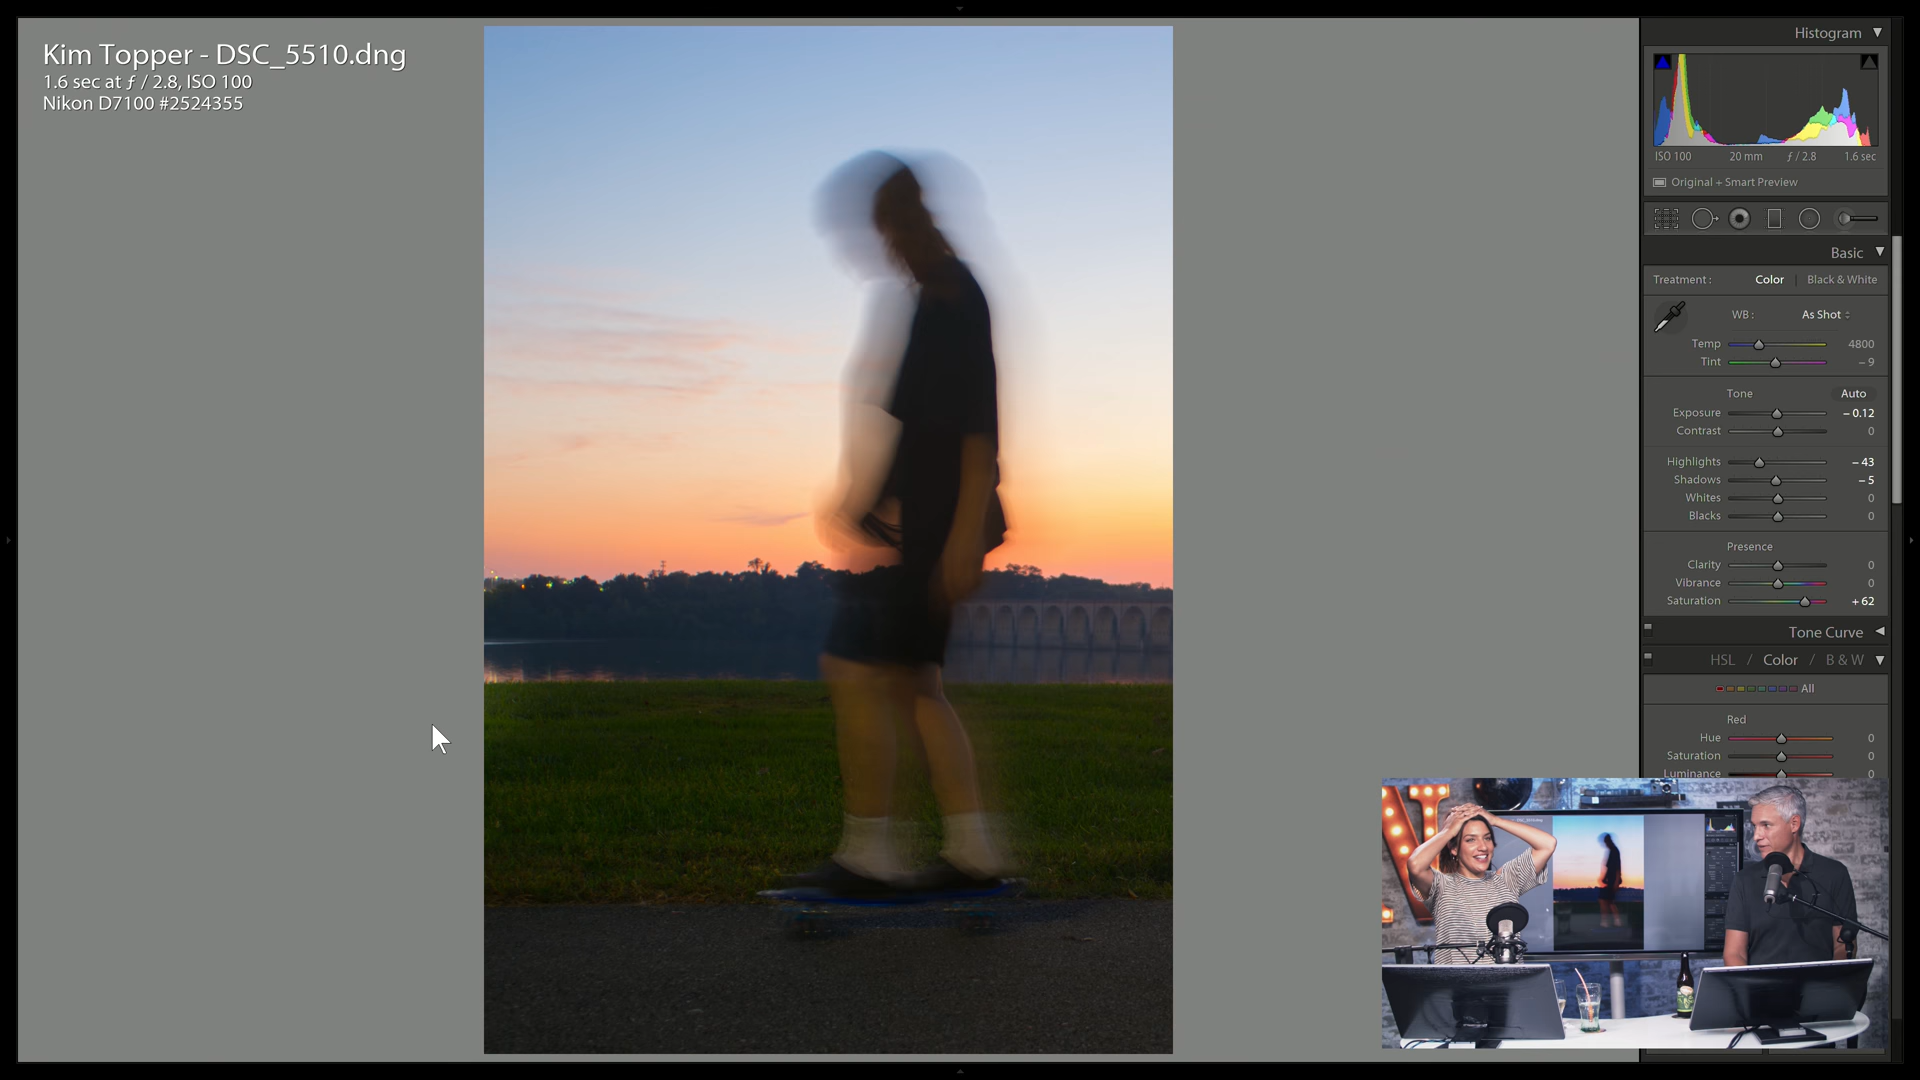 Kim Topper - DSC_5510.dng
1.6 sec at ƒ / 2.8, ISO 100
Nikon D7100 #2524355
Histogram
ISO 100 20 mm ƒ / 2.8 1.6 sec
Original + Smart Preview
Basic
Treatment : Color | Black & White
WB : As Shot
Temp 4800
Tint – 9
Tone Auto
Exposure – 0.12
Contrast 0
Highlights – 43
Shadows – 5
Whites 0
Blacks 0
Presence
Clarity 0
Vibrance 0
Saturation + 62
Tone Curve
HSL / Color / B & W
All
Red
Hue 0
Saturation 0
Luminance 0